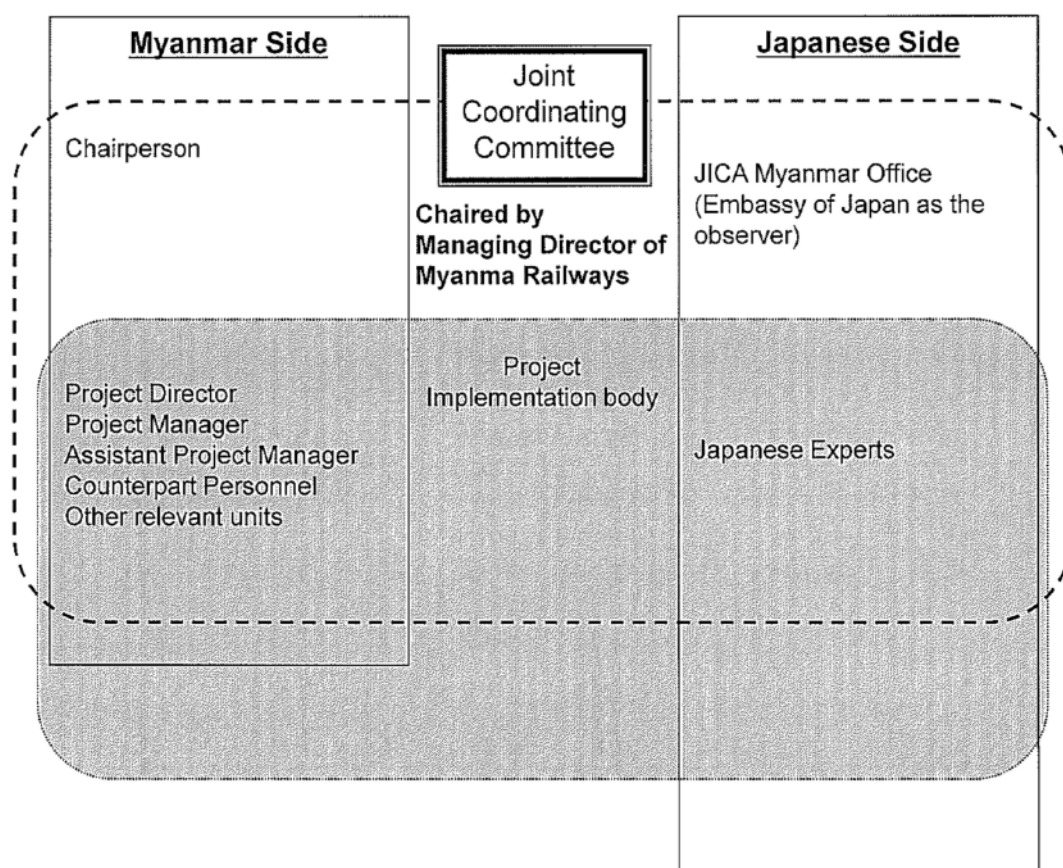 Myanmar Side
Chairperson
Joint
Coordinating
Committee
Chaired by
Managing Director of
Myanma Railways
Japanese Side
JICA Myanmar Office
(Embassy of Japan as the
observer)
Project Director
Project Manager
Assistant Project Manager
Counterpart Personnel
Other relevant units
Project
Implementation body
Japanese Experts